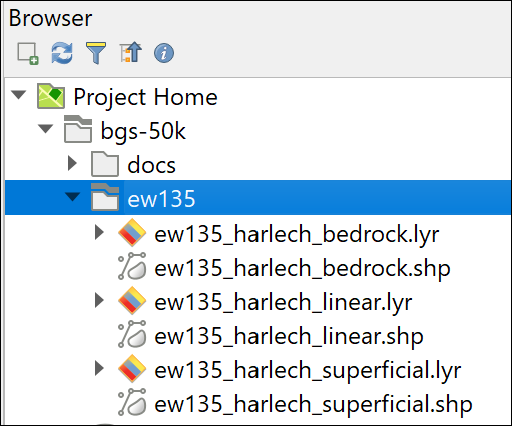 Browser
Project Home
bgs-50k
docs
ew135
ew135_harlech_bedrock.lyr
ew135_harlech_bedrock.shp
ew135_harlech_linear.lyr
ew135_harlech_linear.shp
ew135_harlech_superficial.lyr
ew135_harlech_superficial.shp